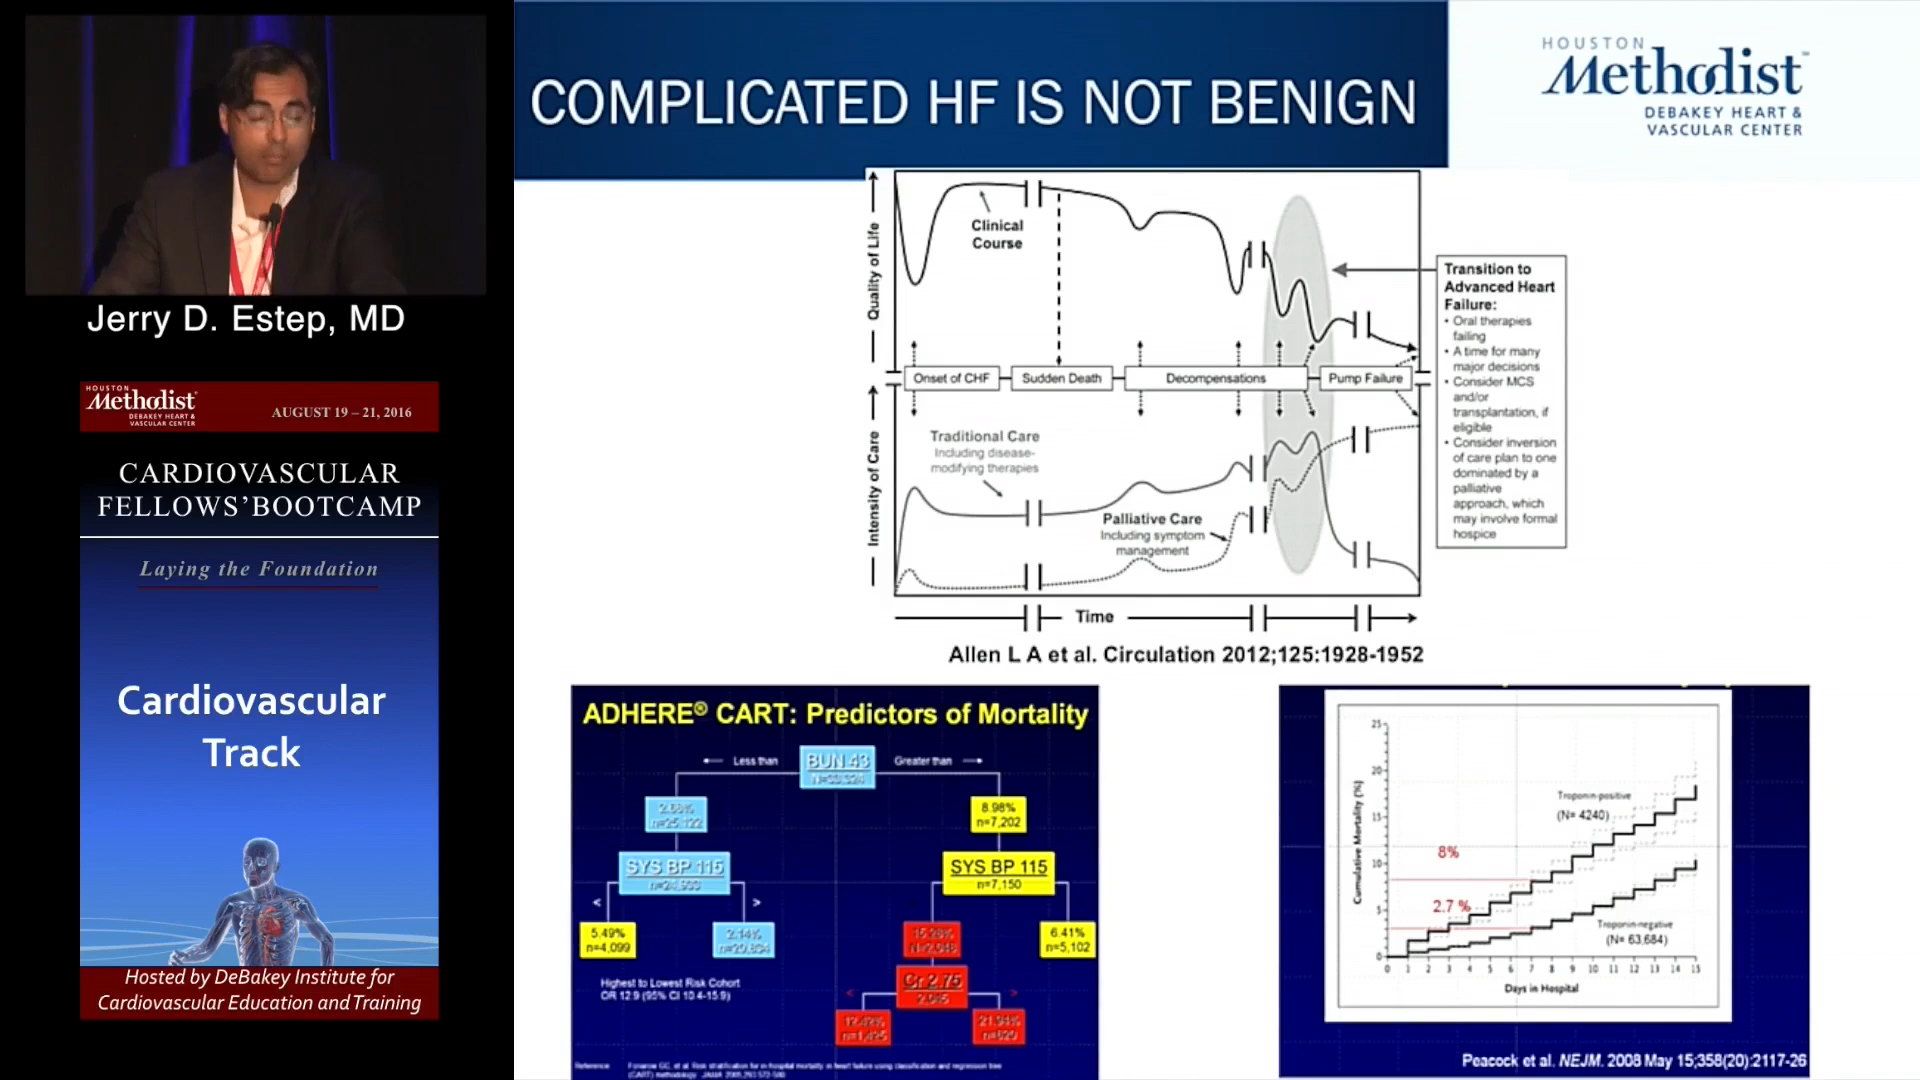 Jerry D. Estep, MD
HOUSTON
Methodist
DEBAKEY HEART &
VASCULAR CENTER
AUGUST 19 – 21, 2016
CARDIOVASCULAR
FELLOWS’BOOTCAMP
Laying the Foundation
Cardiovascular
Track
Hosted by DeBakey Institute for
Cardiovascular Education and Training
COMPLICATED HF IS NOT BENIGN
HOUSTON
Methodist
DEBAKEY HEART &
VASCULAR CENTER
Quality of Life
Clinical
Course
Onset of CHF
Sudden Death
Decompensations
Pump Failure
Intensity of Care
Traditional Care
Including disease-
modifying therapies
Palliative Care
Including symptom
management
Time
Transition to
Advanced Heart
Failure:
• Oral therapies
failing
• A time for many
major decisions
• Consider MCS
and/or
transplantation, if
eligible
• Consider inversion
of care plan to one
dominated by a
palliative
approach, which
may involve formal
hospice
Allen L A et al. Circulation 2012;125:1928-1952
ADHERE® CART: Predictors of Mortality
Less than
BUN 43
Greater than
8.98%
n=7,202
SYS BP 115
SYS BP 115
n=7,150
<
>
5.49%
n=4,099
2.14%
6.41%
n=5,102
Highest to Lowest Risk Cohort
OR 12.9 (95% CI 10.4-15.9)
Cr 2.75
<
>
Cumulative Mortality (%)
25
20
15
10
5
0
Troponin-positive
(N= 4240)
8%
2.7 %
Troponin-negative
(N= 63,684)
0 1 2 3 4 5 6 7 8 9 10 11 12 13 14 15
Days in Hospital
Peacock et al. NEJM. 2008 May 15;358(20):2117-26